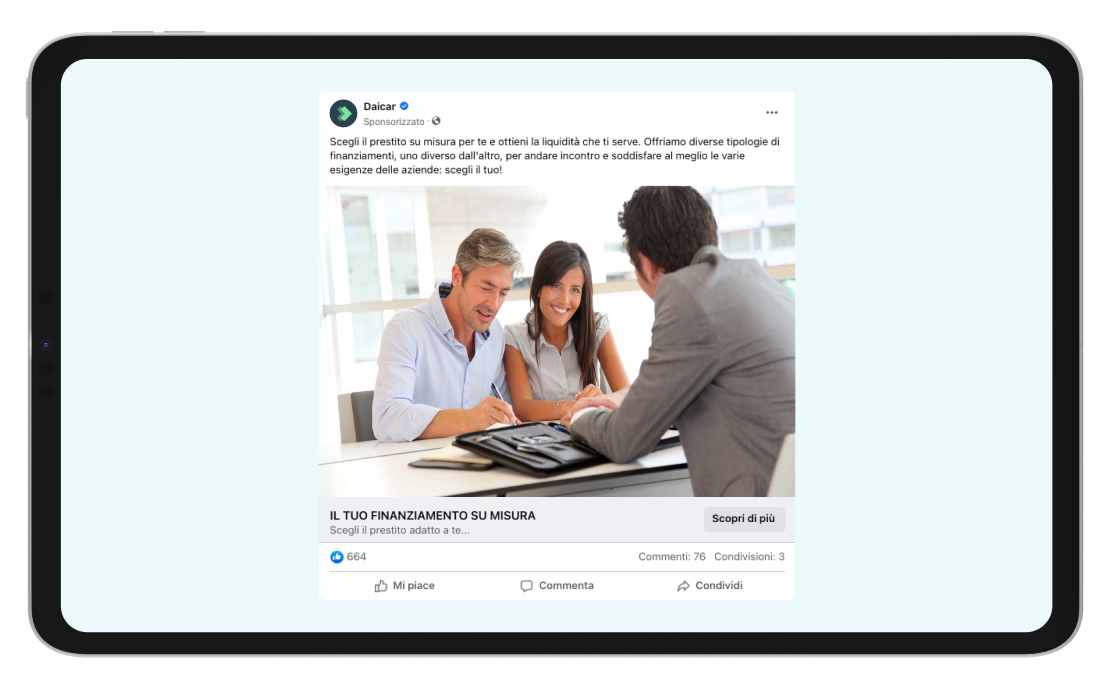 Daicar
Sponsorizzato ·
Scegli il prestito su misura per te e ottieni la liquidità che ti serve. Offriamo diverse tipologie di
finanziamenti, uno diverso dall'altro, per andare incontro e soddisfare al meglio le varie
esigenze delle aziende: scegli il tuo!
IL TUO FINANZIAMENTO SU MISURA
Scegli il prestito adatto a te...
Scopri di più
664
Commenti: 76 Condivisioni: 3
Mi piace
Commenta
Condividi